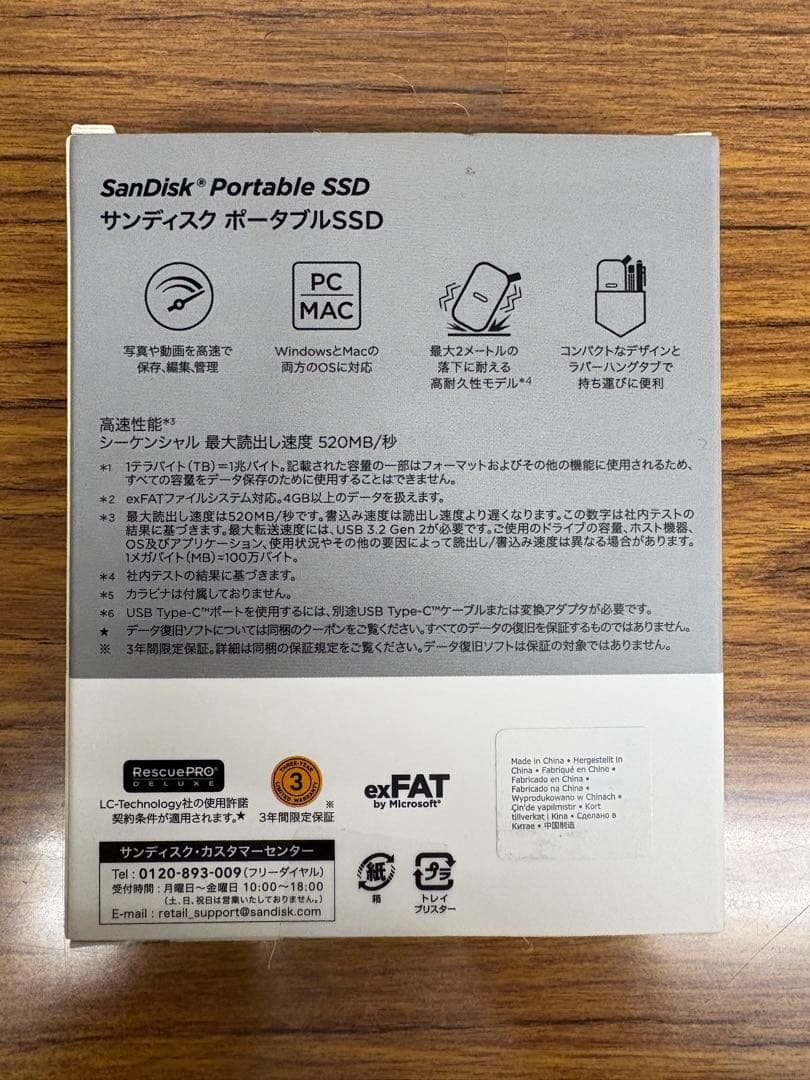 SanDisk® Portable SSD
サンディスク ポータブルSSD
PC
MAC
写真や動画を高速で
保存、編集、管理
WindowsとMacの
両方のOSに対応
最大2メートルの
落下に耐える
高耐久性モデル*4
コンパクトなデザインと
ラバーハングタブで
持ち運びに便利
高速性能*3
シーケンシャル 最大読出し速度 520MB/秒
*1 1テラバイト(TB)=1兆バイト。記載された容量の一部はフォーマットおよびその他の機能に使用されるため、
すべての容量をデータ保存のために使用することはできません。
*2 exFATファイルシステム対応。4GB以上のデータを扱えます。
*3 最大読出し速度は520MB/秒です。書込み速度は読出し速度より遅くなります。この数字は社内テストの
結果に基づきます。最大転送速度には、USB 3.2 Gen 2が必要です。ご使用のドライブの容量、ホスト機器、
OS及びアプリケーション、使用状況やその他の要因によって読出し/書込み速度は異なる場合があります。
1メガバイト(MB)=100万バイト。
*4 社内テストの結果に基づきます。
*5 カラビナは付属しておりません。
*6 USB Type-C™ポートを使用するには、別途USB Type-C™ケーブルまたは変換アダプタが必要です。
★ データ復旧ソフトについては同梱のクーポンをご覧ください。すべてのデータの復旧を保証するものではありません。
※ 3年間限定保証。詳細は同梱の保証規定をご覧ください。データ復旧ソフトは保証の対象ではありません。
RescuePRO®
DELUXE
LC-Technology社の使用許諾
契約条件が適用されます。★
THREE-YEAR
3
LIMITED WARRANTY
※
3年間限定保証
exFAT
by Microsoft®
Made in China • Hergestellt in
China • Fabriqué en Chine •
Fabricado en China •
Fabricado na China •
Wyprodukowano w Chinach •
Çin'de yapılmıştır • Kort
tillverkat i Kina • Сделано в
Китае • 中国制造
サンディスク・カスタマーセンター
Tel : 0120-893-009(フリーダイヤル)
受付時間 : 月曜日〜金曜日 10:00〜18:00
(土、日、祝日は営業いたしておりません。)
E-mail : retail_support@sandisk.com
紙
箱
プラ
トレイ
ブリスター